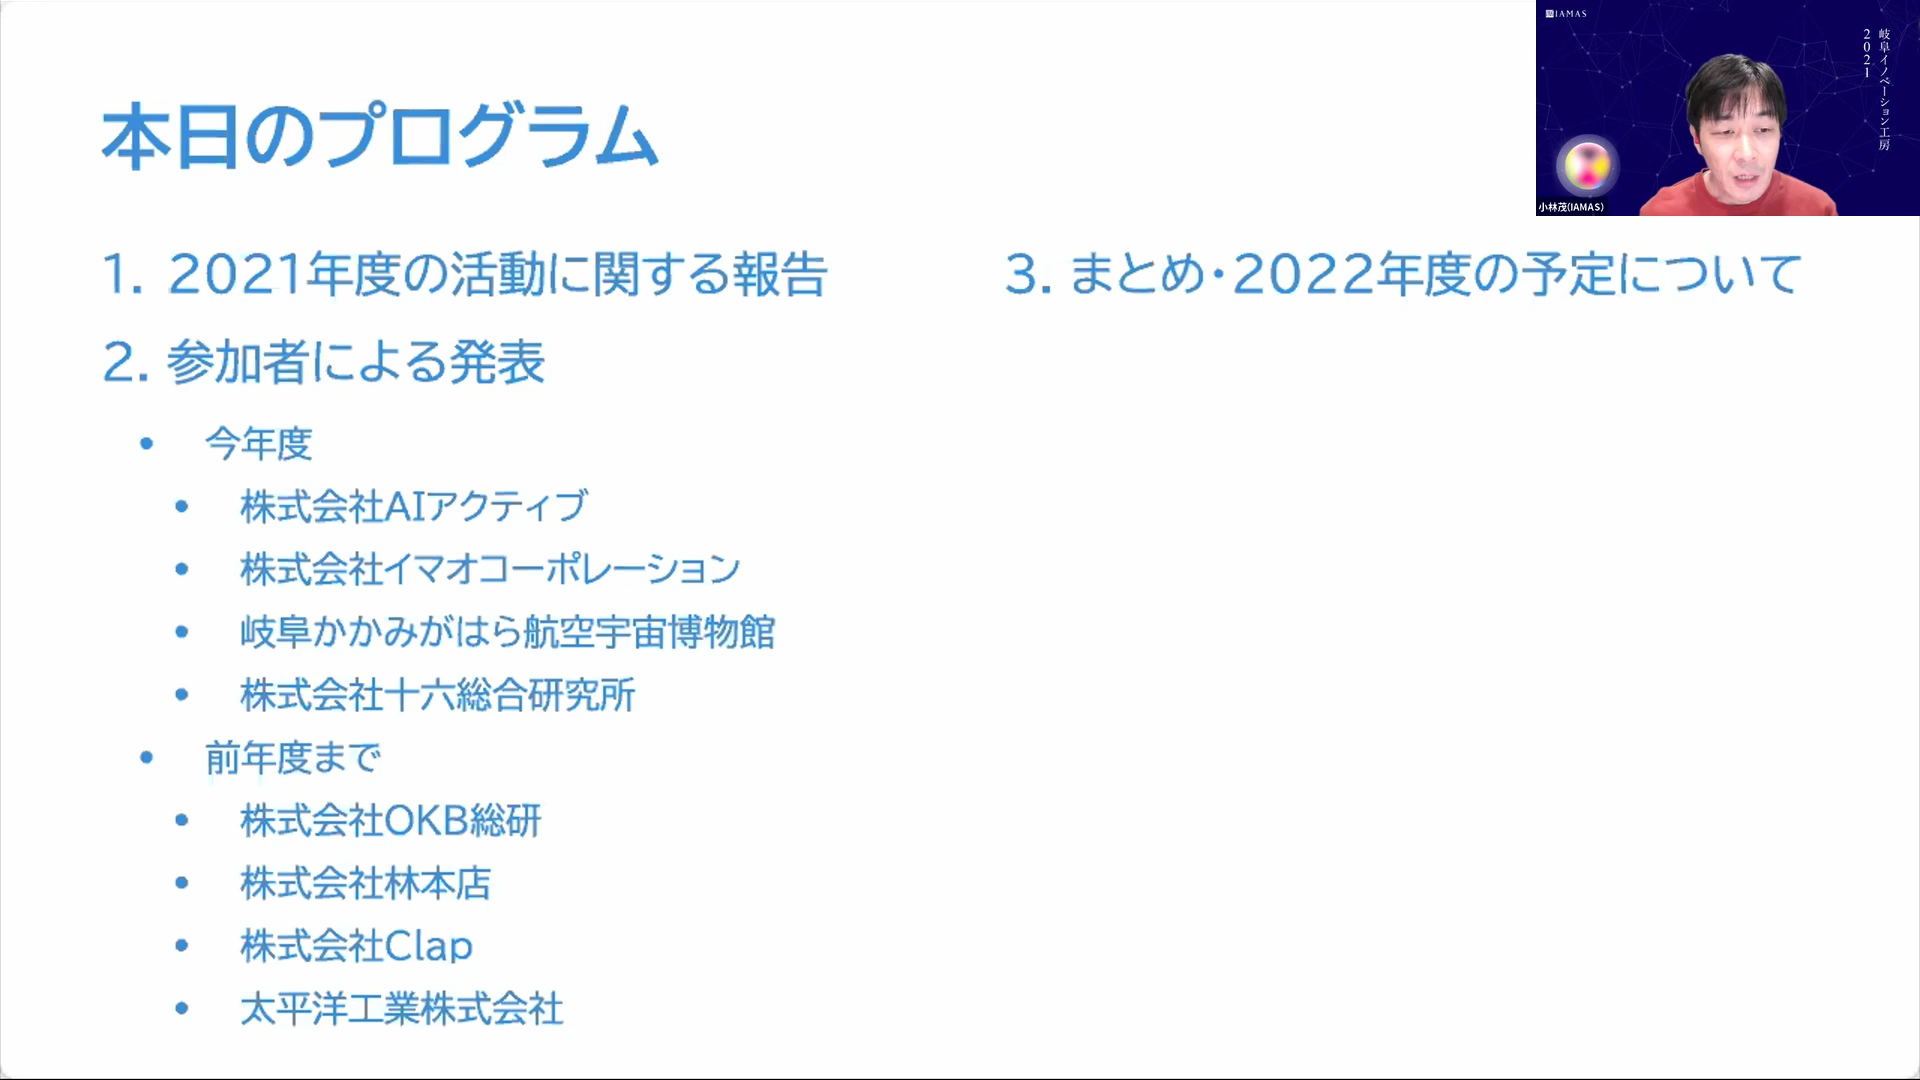 本日のプログラム
1. 2021年度の活動に関する報告
2. 参加者による発表
• 今年度
• 株式会社AIアクティブ
• 株式会社イマオコーポレーション
• 岐阜かかみがはら航空宇宙博物館
• 株式会社十六総合研究所
• 前年度まで
• 株式会社OKB総研
• 株式会社林本店
• 株式会社Clap
• 太平洋工業株式会社
3. まとめ・2022年度の予定について
IAMAS
岐阜イノベーション工房
2021
小林茂(IAMAS)